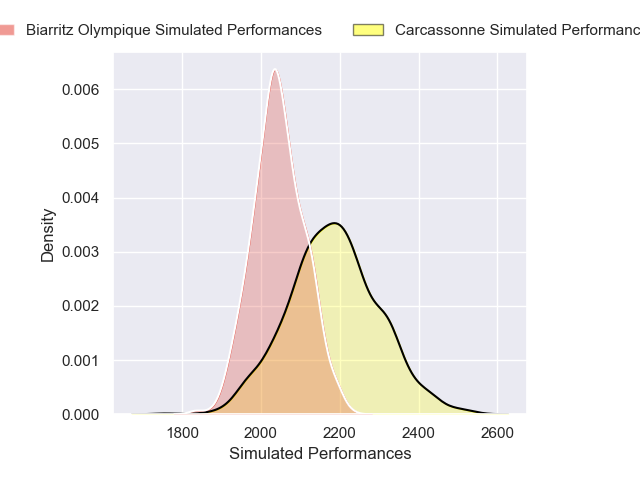 Biarritz Olympique Simulated Performances
Carcassonne Simulated
0.006
0.005
0.004
0.003
0.002
0.001
0.000
Density
1800 2000 2200 2400 2600
Simulated Performances